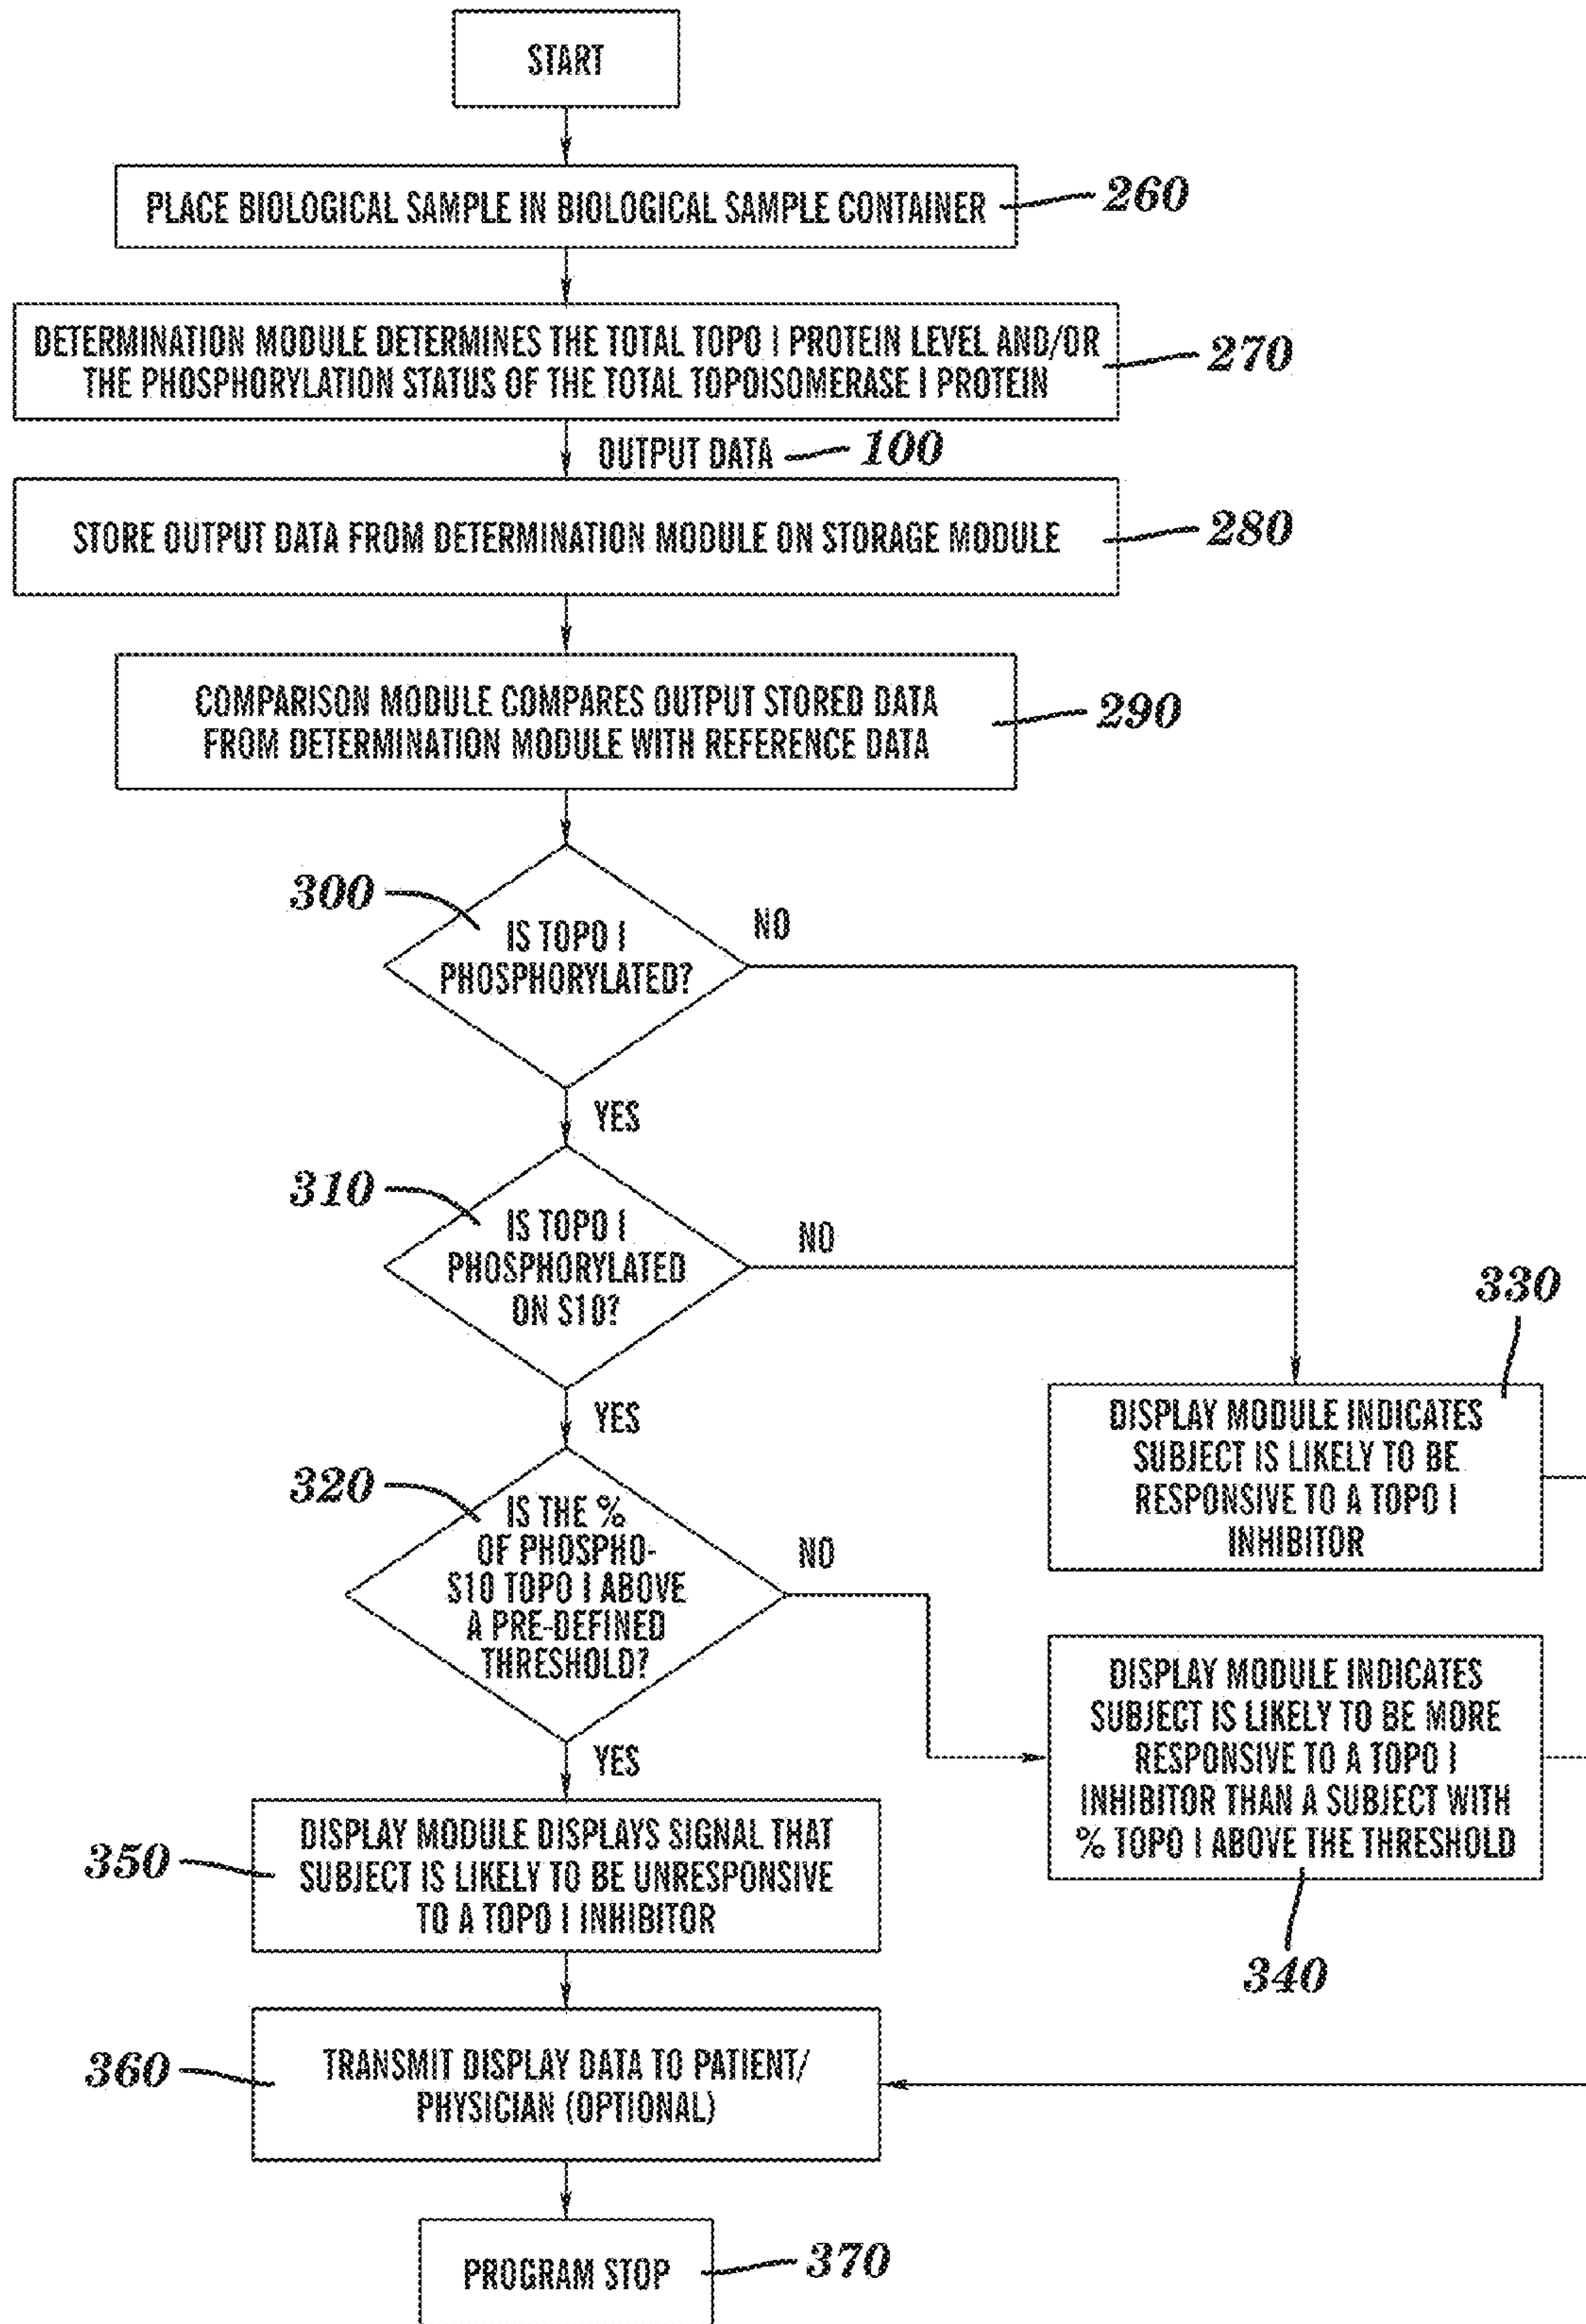 START
PLACE BIOLOGICAL SAMPLE IN BIOLOGICAL SAMPLE CONTAINER
260
DETERMINATION MODULE DETERMINES THE TOTAL TOPO I PROTEIN LEVEL AND/OR
THE PHOSPHORYLATION STATUS OF THE TOTAL TOPOISOMERASE I PROTEIN
270
OUTPUT DATA
100
STORE OUTPUT DATA FROM DETERMINATION MODULE ON STORAGE MODULE
280
COMPARISON MODULE COMPARES OUTPUT STORED DATA
FROM DETERMINATION MODULE WITH REFERENCE DATA
290
300
IS TOPO I
PHOSPHORYLATED?
NO
YES
310
IS TOPO I
PHOSPHORYLATED
ON S10?
NO
YES
330
DISPLAY MODULE INDICATES
SUBJECT IS LIKELY TO BE
RESPONSIVE TO A TOPO I
INHIBITOR
320
IS THE %
OF PHOSPHO-
S10 TOPO I ABOVE
A PRE-DEFINED
THRESHOLD?
NO
YES
DISPLAY MODULE INDICATES
SUBJECT IS LIKELY TO BE MORE
RESPONSIVE TO A TOPO I
INHIBITOR THAN A SUBJECT WITH
% TOPO I ABOVE THE THRESHOLD
340
350
DISPLAY MODULE DISPLAYS SIGNAL THAT
SUBJECT IS LIKELY TO BE UNRESPONSIVE
TO A TOPO I INHIBITOR
360
TRANSMIT DISPLAY DATA TO PATIENT/
PHYSICIAN (OPTIONAL)
PROGRAM STOP
370